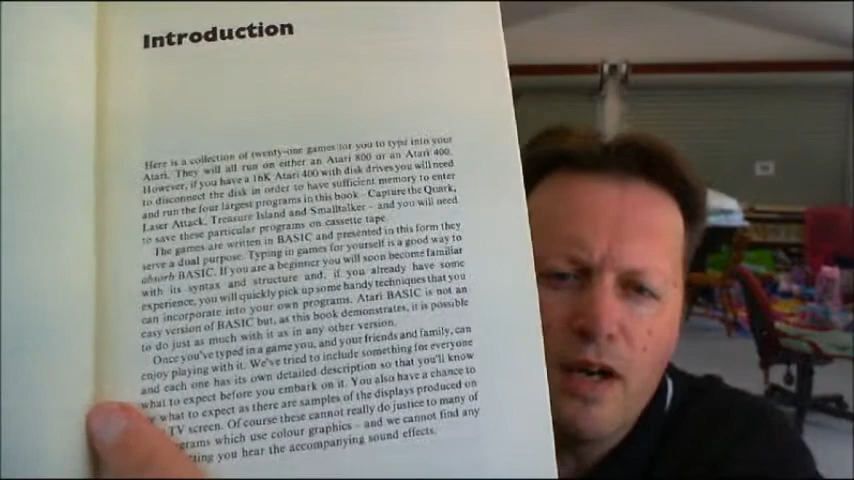 Introduction
Here is a collection of twenty-one games for you to type into your
Atari. They will all run on either an Atari 800 or an Atari 400.
However, if you have a 16K Atari 400 with disk drives you will need
to disconnect the disk in order to have sufficient memory to enter
and run the four largest programs in this book – Capture the Quark,
Laser Attack, Treasure Island and Smalltalker – and you will need
to save these particular programs on cassette tape.
The games are written in BASIC and presented in this form they
serve a dual purpose. Typing in games for yourself is a good way to
absorb BASIC. If you are a beginner you will soon become familiar
with its syntax and structure and, if you already have some
experience, you will quickly pick up some handy techniques that you
can incorporate into your own programs. Atari BASIC is not an
easy version of BASIC but, as this book demonstrates, it is possible
to do just as much with it as in any other version.
Once you've typed in a game you, and your friends and family, can
enjoy playing with it. We've tried to include something for everyone
and each one has its own detailed description so that you'll know
what to expect before you embark on it. You also have a chance to
what to expect as there are samples of the displays produced on
TV screen. Of course these cannot really do justice to many of
which use colour graphics – and we cannot find any
you hear the accompanying sound effects.